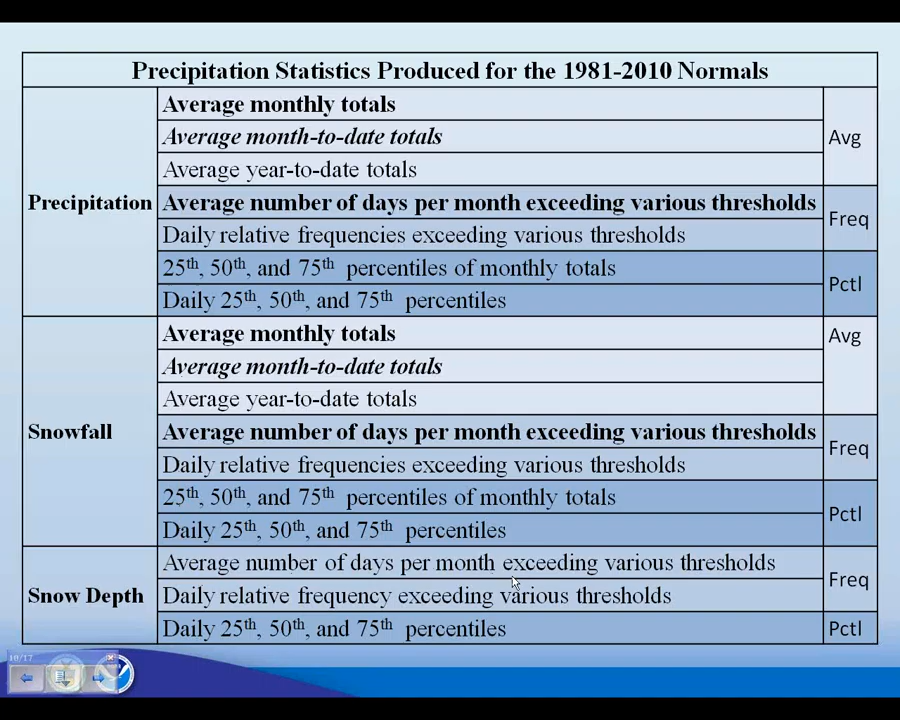 Precipitation Statistics Produced for the 1981-2010 Normals
Precipitation
Average monthly totals
Average month-to-date totals
Average year-to-date totals
Avg
Average number of days per month exceeding various thresholds
Daily relative frequencies exceeding various thresholds
Freq
25th, 50th, and 75th percentiles of monthly totals
Daily 25th, 50th, and 75th percentiles
Pctl
Snowfall
Average monthly totals
Average month-to-date totals
Average year-to-date totals
Avg
Average number of days per month exceeding various thresholds
Daily relative frequencies exceeding various thresholds
Freq
25th, 50th, and 75th percentiles of monthly totals
Daily 25th, 50th, and 75th percentiles
Pctl
Snow Depth
Average number of days per month exceeding various thresholds
Daily relative frequency exceeding various thresholds
Freq
Daily 25th, 50th, and 75th percentiles
Pctl
10/17